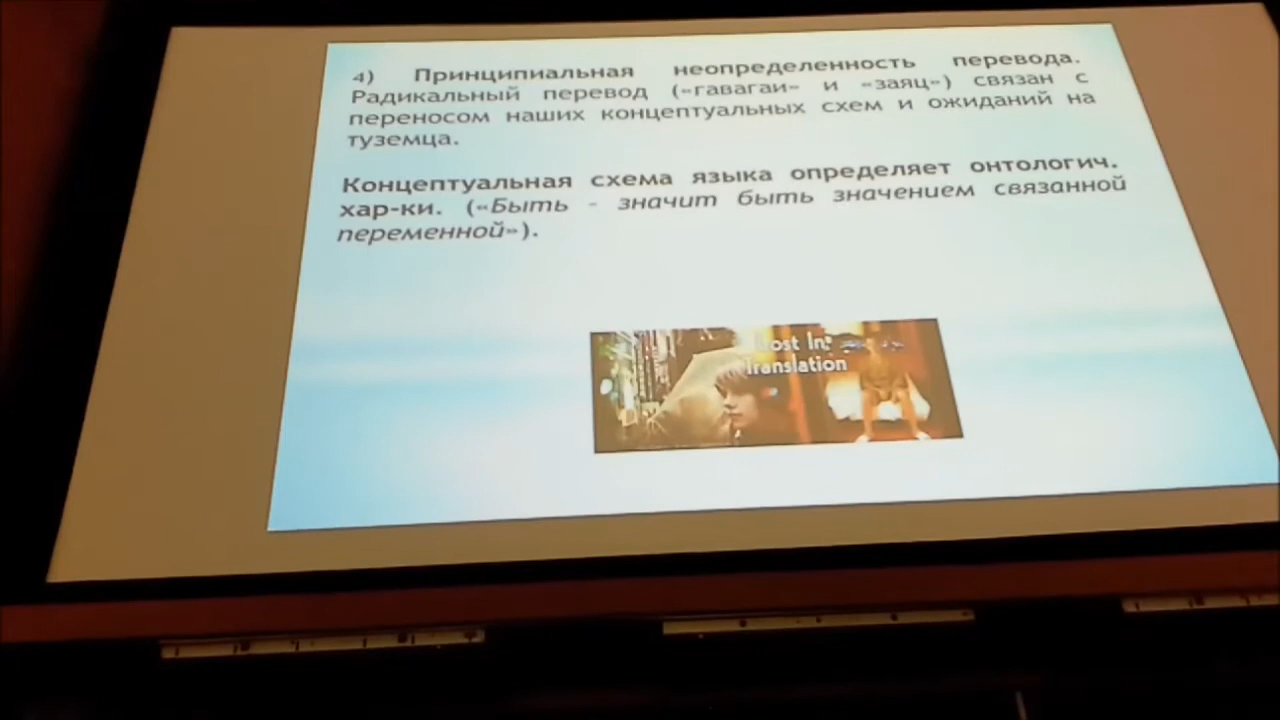 4) Принципиальная неопределенность перевода.
Радикальный перевод («гавагаи» и «заяц») связан с
переносом наших концептуальных схем и ожиданий на
туземца.
Концептуальная схема языка определяет онтологич.
хар-ки. («Быть - значит быть значением связанной
переменной»).
Lost In
Translation